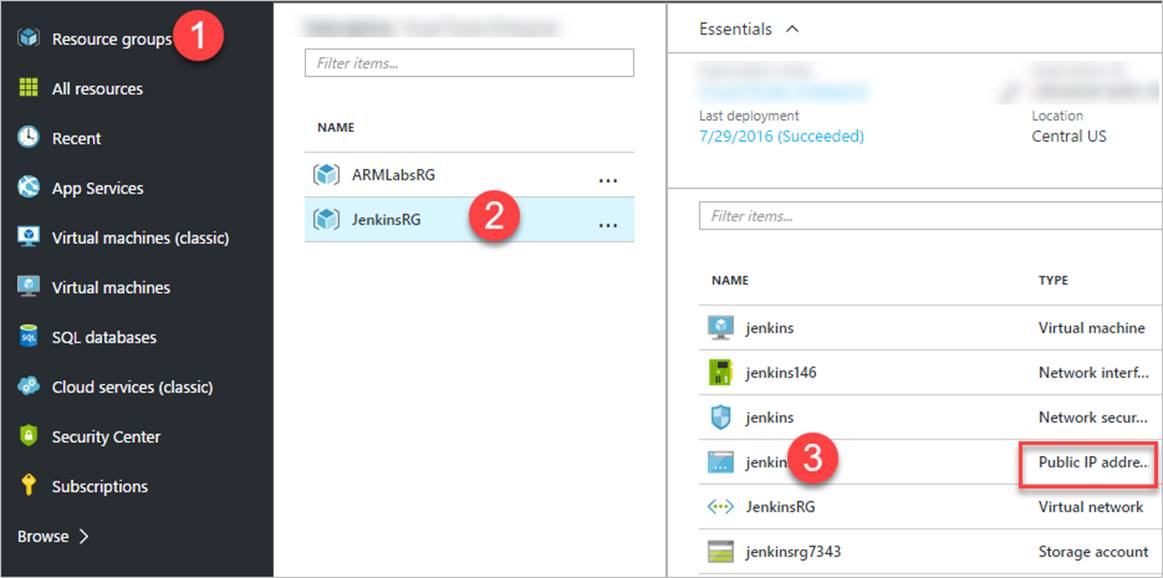 Resource groups
1
All resources
Recent
App Services
Virtual machines (classic)
Virtual machines
SQL databases
Cloud services (classic)
Security Center
Subscriptions
Browse
Filter items...
NAME
ARMLabsRG
...
JenkinsRG
2
...
Essentials
Last deployment
7/29/2016 (Succeeded)
Location
Central US
Filter items...
NAME TYPE
jenkins Virtual machine
jenkins146 Network interf...
jenkins Network secur...
3 Public IP addre...
JenkinsRG Virtual network
jenkinsrg7343 Storage account